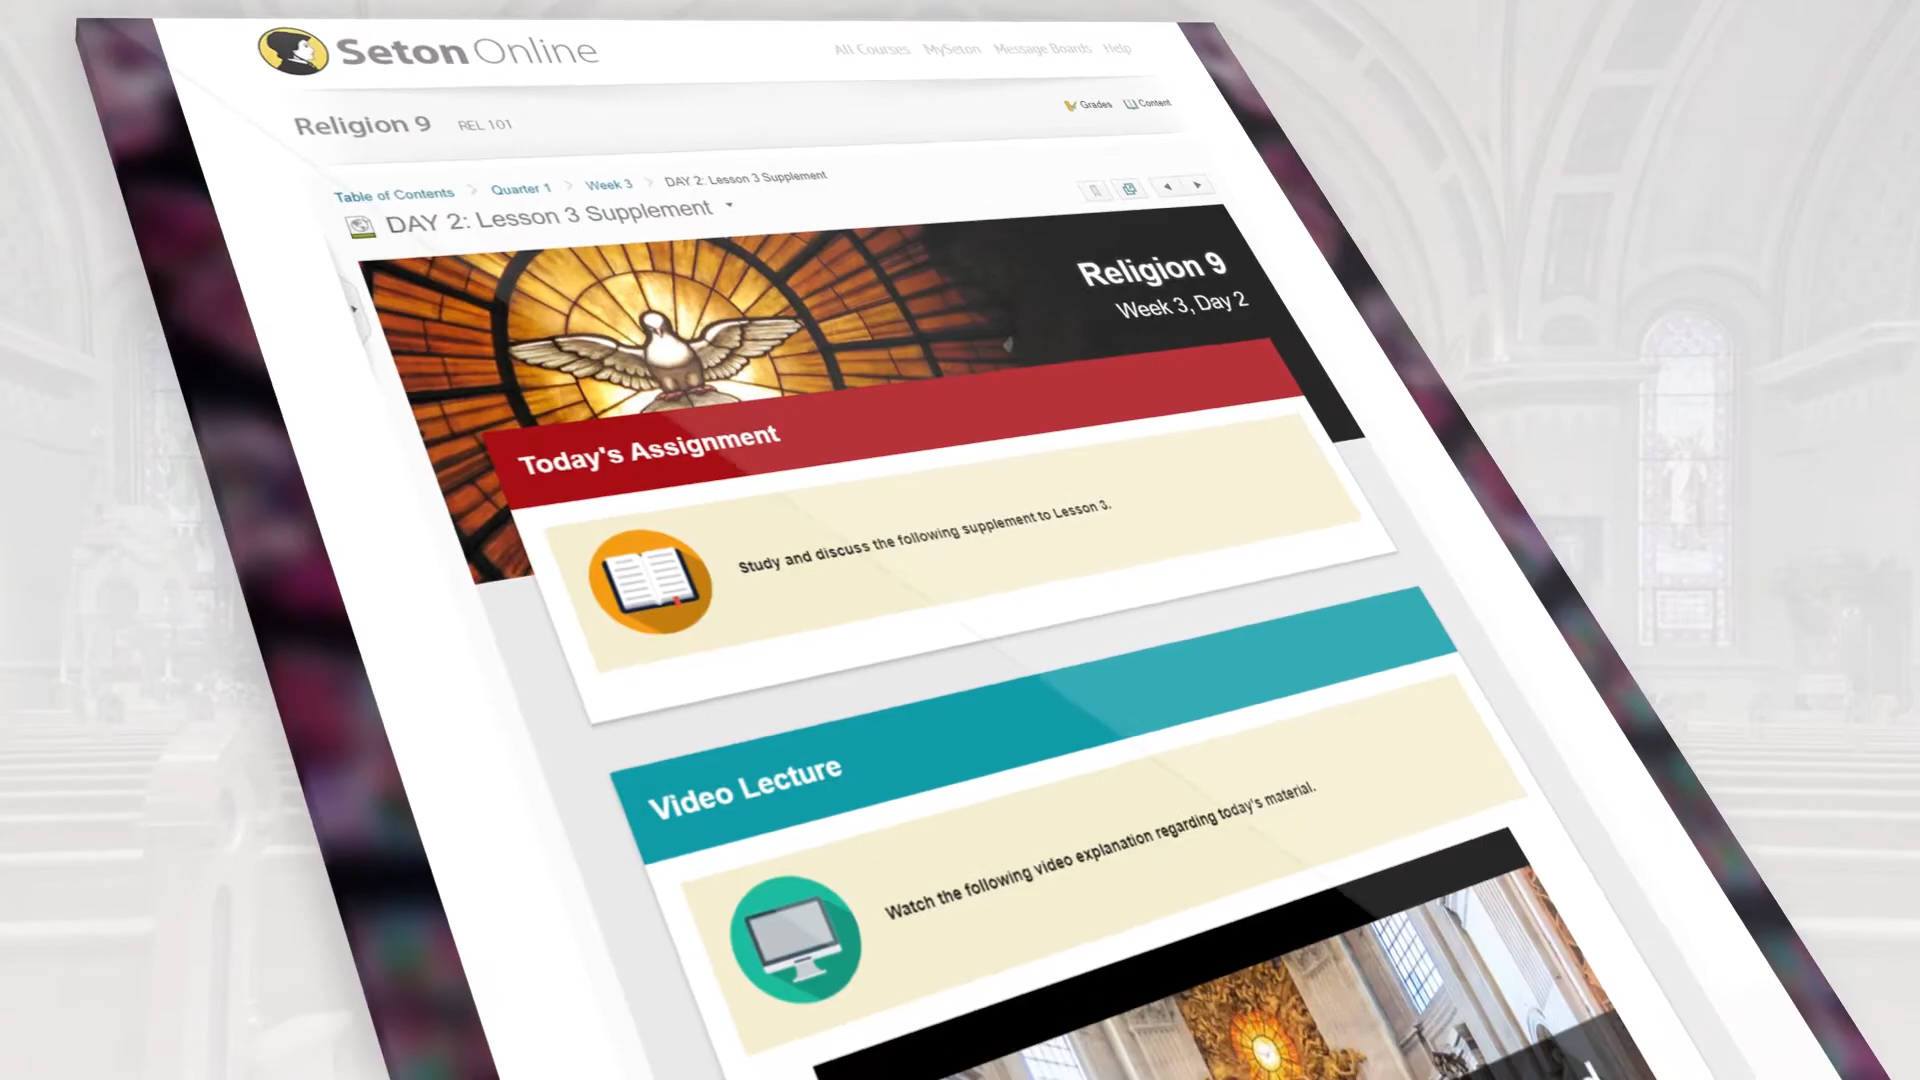 Seton Online
All Courses MySeton Message Boards Help
Religion 9 REL 101
Grades Content
Table of Contents Quarter 1 Week 3 DAY 2: Lesson 3 Supplement
DAY 2: Lesson 3 Supplement
Religion 9
Week 3, Day 2
Today's Assignment
Study and discuss the following supplement to Lesson 3.
Video Lecture
Watch the following video explanation regarding today's material.